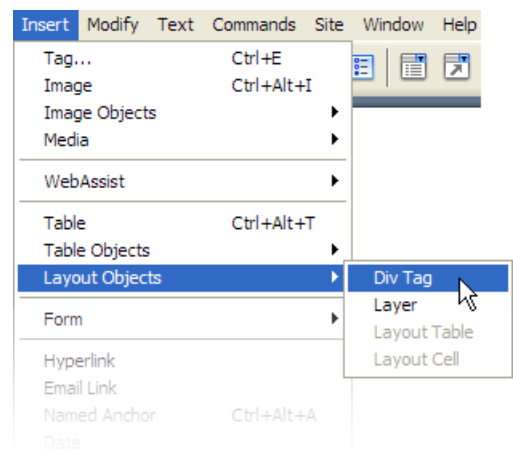 Insert Modify Text Commands Site Window Help
Tag... Ctrl+E
Image Ctrl+Alt+I
Image Objects
Media
WebAssist
Table Ctrl+Alt+T
Table Objects
Layout Objects
Div Tag
Layer
Layout Table
Layout Cell
Form
Hyperlink
Email Link
Named Anchor Ctrl+Alt+A
Date